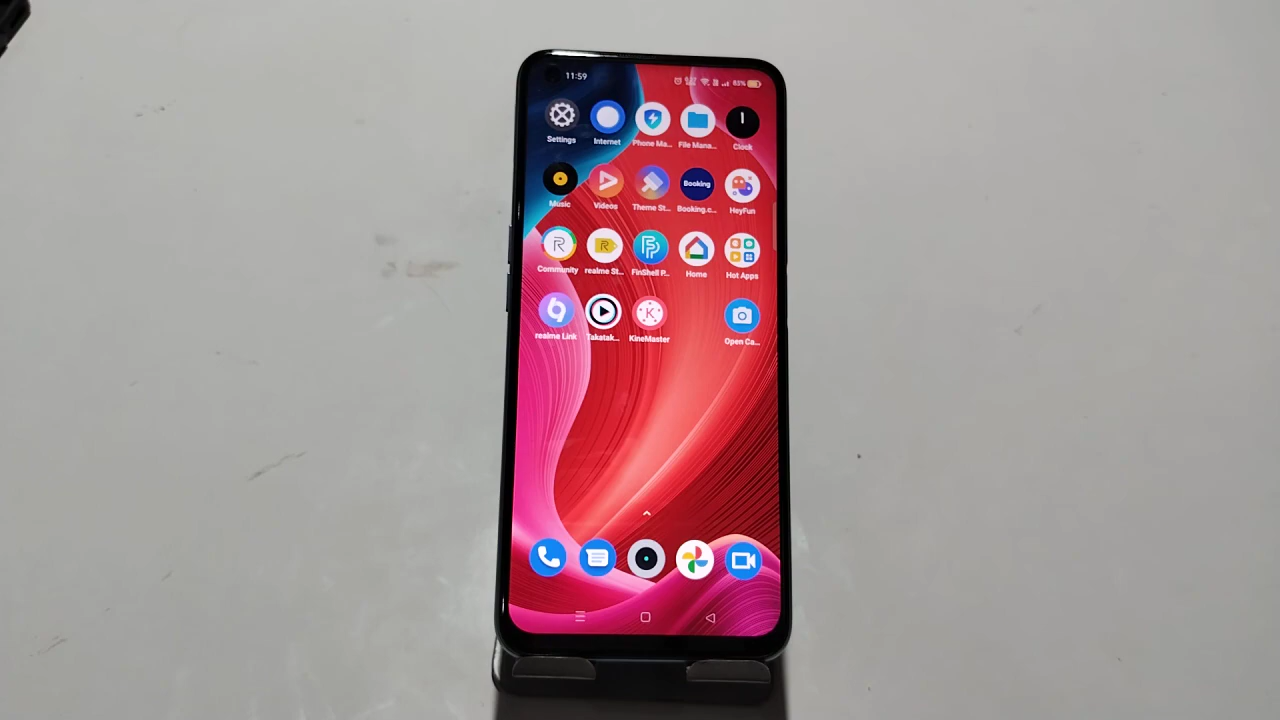 11:59 83%
Settings Internet Phone Ma... File Mana... Clock
Booking
Music Videos Theme St... Booking.c... HeyFun
R R
Community realme St... FinShell P... Home Hot Apps
K
realme Link Takatak... KineMaster Open Ca...